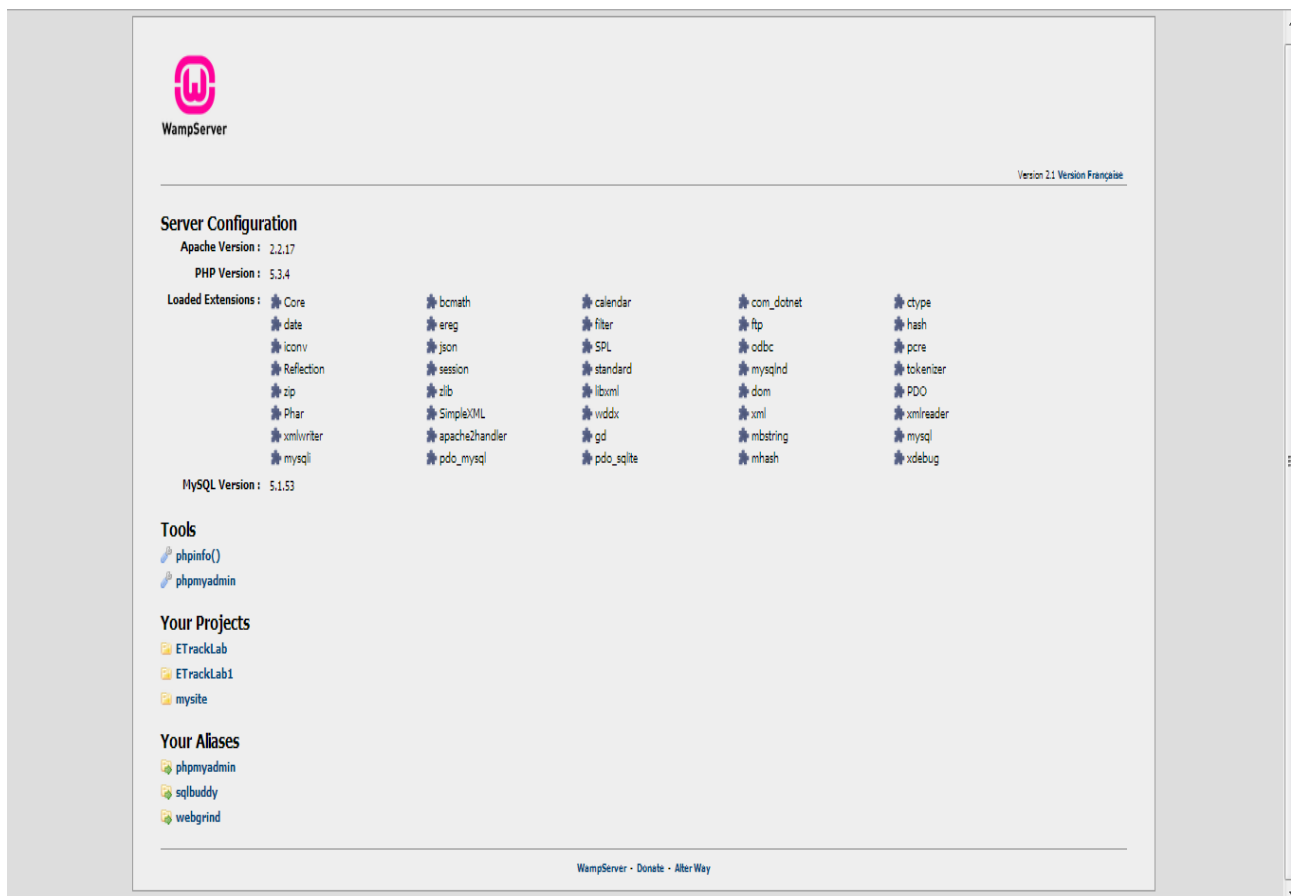 WampServer
Version 2.1 Version Française
Server Configuration
Apache Version : 2.2.17
PHP Version : 5.3.4
Loaded Extensions : Core bcmath calendar com_dotnet ctype
date ereg filter ftp hash
iconv json SPL odbc pcre
Reflection session standard mysqlnd tokenizer
zip zlib libxml dom PDO
Phar SimpleXML wddx xml xmlreader
xmlwriter apache2handler gd mbstring mysql
mysqli pdo_mysql pdo_sqlite mhash xdebug
MySQL Version : 5.1.53
Tools
phpinfo()
phpmyadmin
Your Projects
ETrackLab
ETrackLab1
mysite
Your Aliases
phpmyadmin
sqlbuddy
webgrind
WampServer - Donate - Alter Way